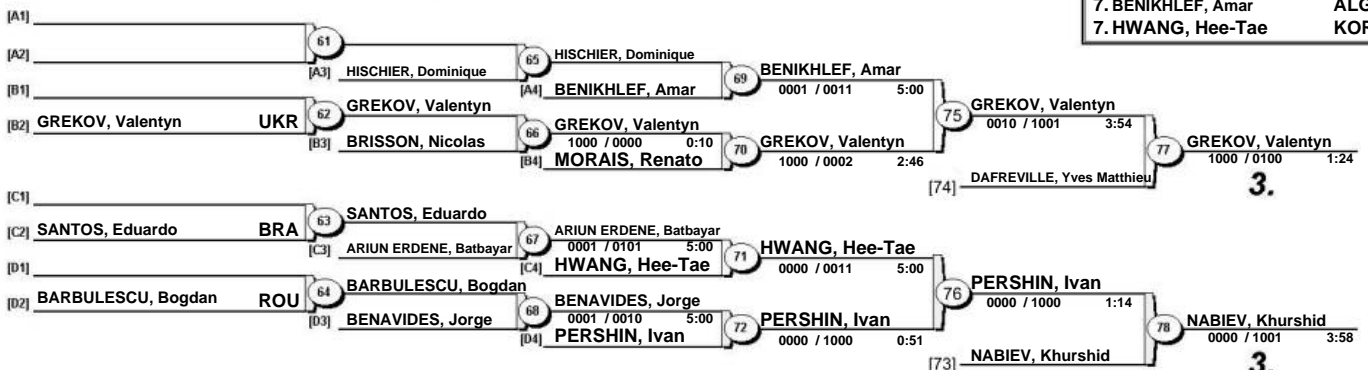 7. BENIKHLEF, Amar ALG
7. HWANG, Hee-Tae KOR
[A1]
61
[A2]
[A3] HISCHIER, Dominique
65
HISCHIER, Dominique
[A4] BENIKHLEF, Amar
69
BENIKHLEF, Amar
0001 / 0011 5:00
[B1]
[B2] GREKOV, Valentyn UKR
62
GREKOV, Valentyn
[B3] BRISSON, Nicolas
66
GREKOV, Valentyn
1000 / 0000 0:10
[B4] MORAIS, Renato
70
GREKOV, Valentyn
1000 / 0002 2:46
75
GREKOV, Valentyn
0010 / 1001 3:54
[74] DAFREVILLE, Yves Matthieu
77
GREKOV, Valentyn
1000 / 0100 1:24
3.
[C1]
[C2] SANTOS, Eduardo BRA
63
SANTOS, Eduardo
[C3] ARIUN ERDENE, Batbayar
67
ARIUN ERDENE, Batbayar
0001 / 0101 5:00
[C4] HWANG, Hee-Tae
71
HWANG, Hee-Tae
0000 / 0011 5:00
[D1]
[D2] BARBULESCU, Bogdan ROU
64
BARBULESCU, Bogdan
[D3] BENAVIDES, Jorge
68
BENAVIDES, Jorge
0001 / 0010 5:00
[D4] PERSHIN, Ivan
72
PERSHIN, Ivan
0000 / 1000 0:51
76
PERSHIN, Ivan
0000 / 1000 1:14
[73] NABIEV, Khurshid
78
NABIEV, Khurshid
0000 / 1001 3:58
3.